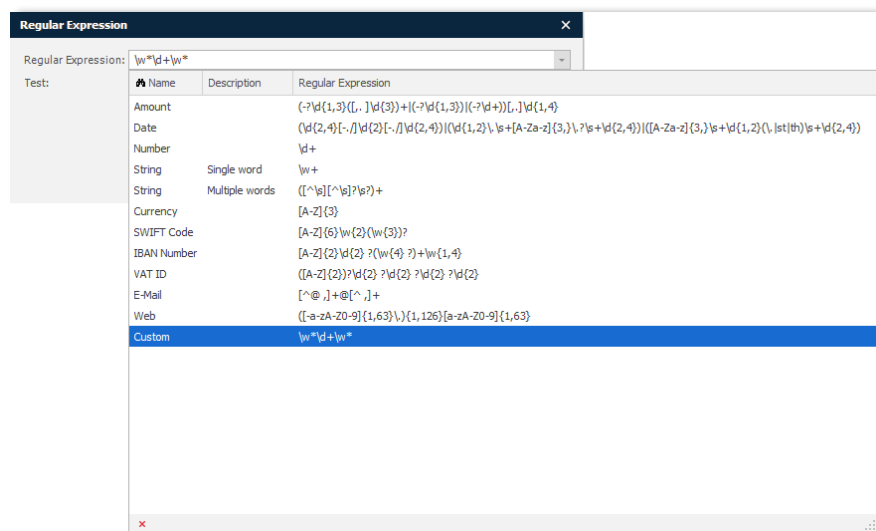 Regular Expression
Regular Expression: \w*\d+\w*
Test:
Name Description Regular Expression
Amount (-?\d{1,3}([,. ]\d{3})+|(-?\d{1,3})|(-?\d+))[,.]\d{1,4}
Date (\d{2,4}[-./]\d{2}[-./]\d{2,4})|(\d{1,2}\.\s+[A-Za-z]{3,}\.?\s+\d{2,4})|([A-Za-z]{3,}\s+\d{1,2}(\.|st|th)\s+\d{2,4})
Number \d+
String Single word \w+
String Multiple words ([^\s][^\s]?\s?)+
Currency [A-Z]{3}
SWIFT Code [A-Z]{6}\w{2}(\w{3})?
IBAN Number [A-Z]{2}\d{2} ?(\w{4} ?)+\w{1,4}
VAT ID ([A-Z]{2})?\d{2} ?\d{2} ?\d{2} ?\d{2}
E-Mail [^@ ,]+@[^ ,]+
Web ([-a-zA-Z0-9]{1,63}\.){1,126}[a-zA-Z0-9]{1,63}
Custom \w*\d+\w*